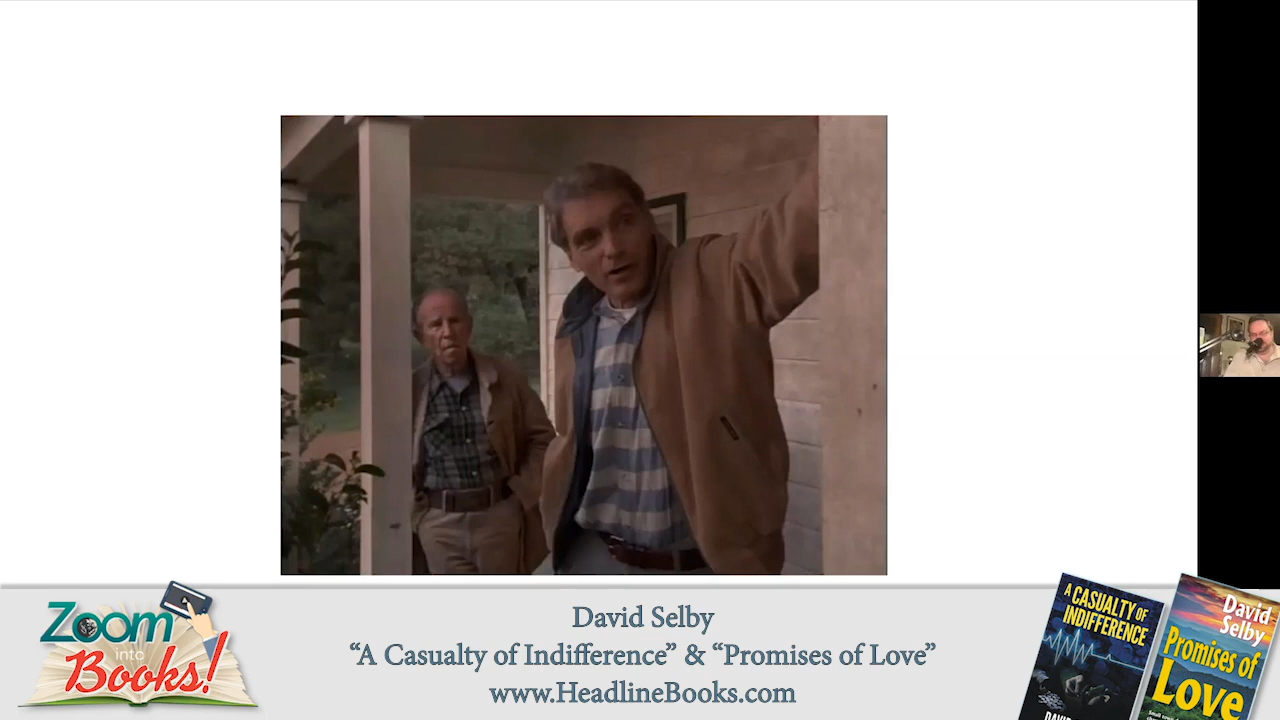 Zoom
into
Books!
David Selby
“A Casualty of Indifference” & “Promises of Love”
www.HeadlineBooks.com
A CASUALTY OF
INDIFFERENCE
David
Selby
Promises of
Love